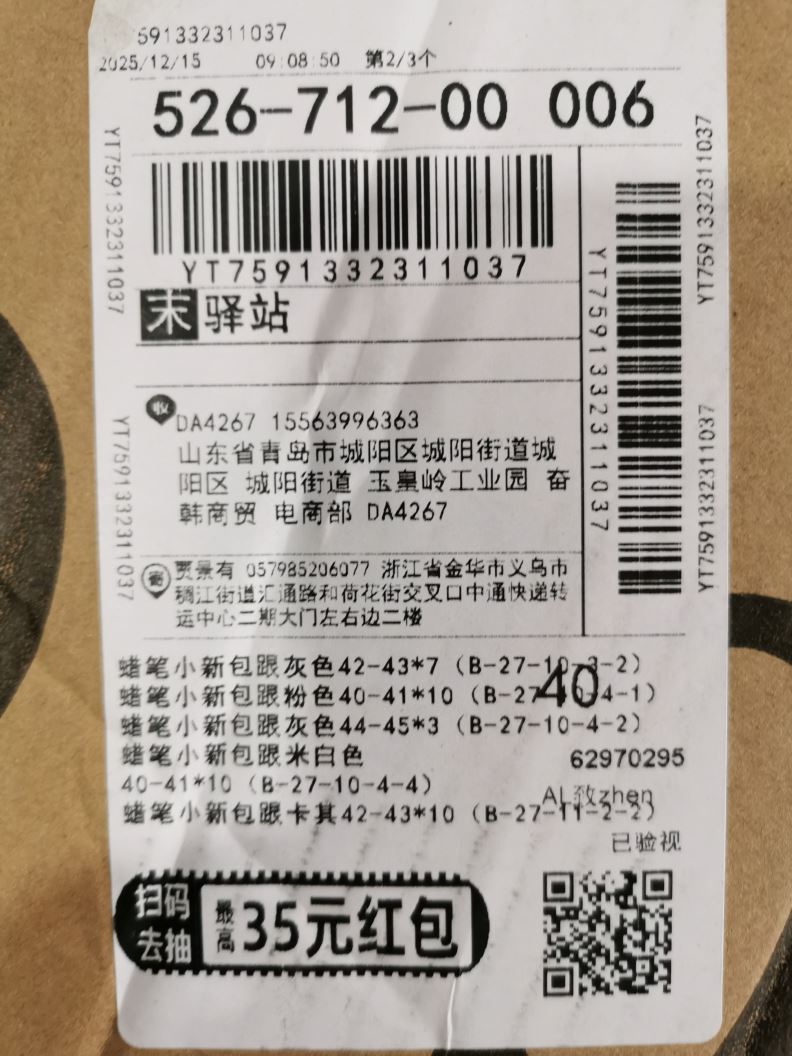 591332311037
2025/12/15 09:08:50 第2/3个
526-712-00 006
YT7591332311037
YT7591332311037
YT7591332311037
YT7591332311037
YT7591332311037
YT7591332311037
末 驿站
收
DA4267 15563996363
山东省青岛市城阳区城阳街道城
阳区 城阳街道 玉皇岭工业园 奋
韩商贸 电商部 DA4267
寄
贾景有 057985206077 浙江省金华市义乌市
稠江街道汇通路和荷花街交叉口中通快递转
运中心二期大门左右边二楼
蜡笔小新包跟灰色42-43*7 (B-27-10-3-2)
蜡笔小新包跟粉色40-41*10 (B-27-10-4-1)
40
蜡笔小新包跟灰色44-45*3 (B-27-10-4-2)
蜡笔小新包跟米白色
62970295
40-41*10 (B-27-10-4-4)
AL致zhen
蜡笔小新包跟卡其42-43*10 (B-27-11-2-2)
已验视
扫码
去抽
最高
35元红包